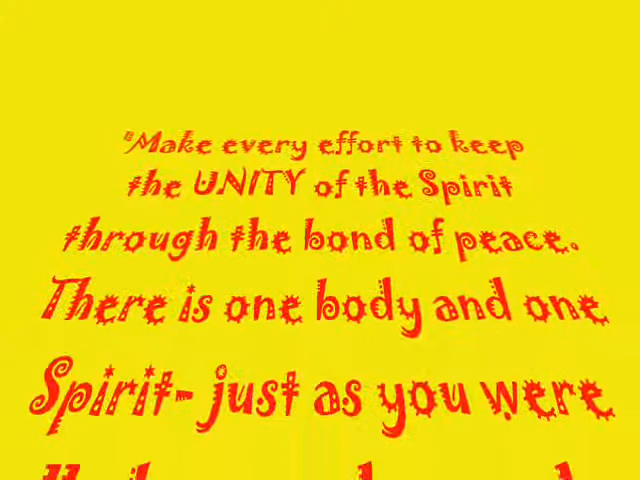 "Make every effort to keep
the UNITY of the Spirit
through the bond of peace.
There is one body and one
Spirit- just as you were